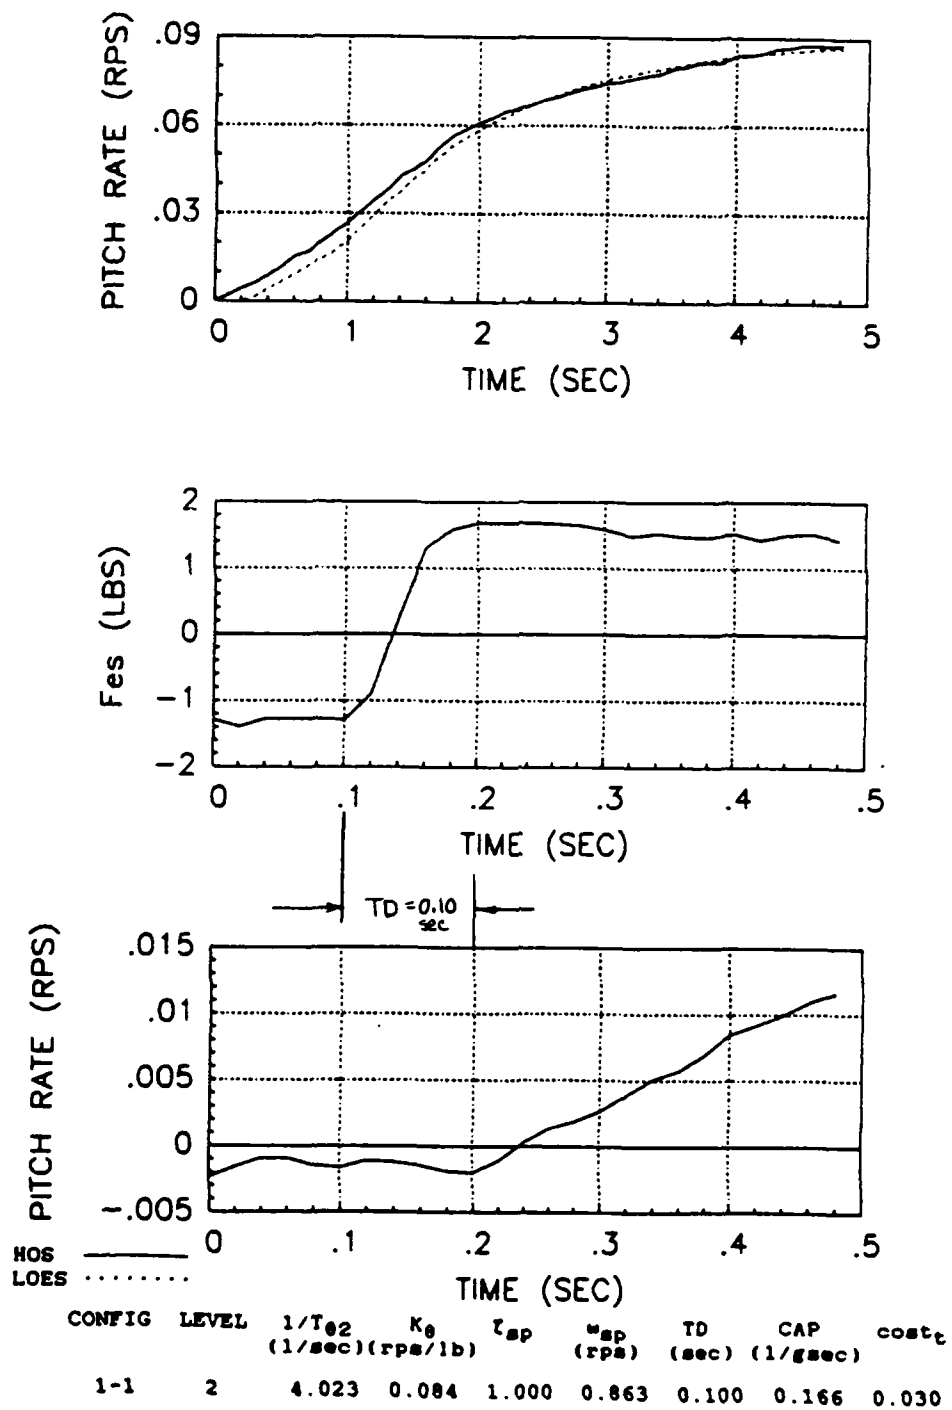 PITCH RATE (RPS)
.09
.06
.03
0
0 1 2 3 4 5
TIME (SEC)
Fes (LBS)
2
1
0
-1
-2
0 .1 .2 .3 .4 .5
TIME (SEC)
TD = 0.10
sec
PITCH RATE (RPS)
.015
.01
.005
0
-.005
0 .1 .2 .3 .4 .5
TIME (SEC)
HOS
LOES
CONFIG LEVEL 1/Tθ2 Kθ ζsp ωsp TD CAP costt
(1/sec) (rps/lb) (rps) (sec) (1/gsec)
1-1 2 4.023 0.084 1.000 0.863 0.100 0.166 0.030